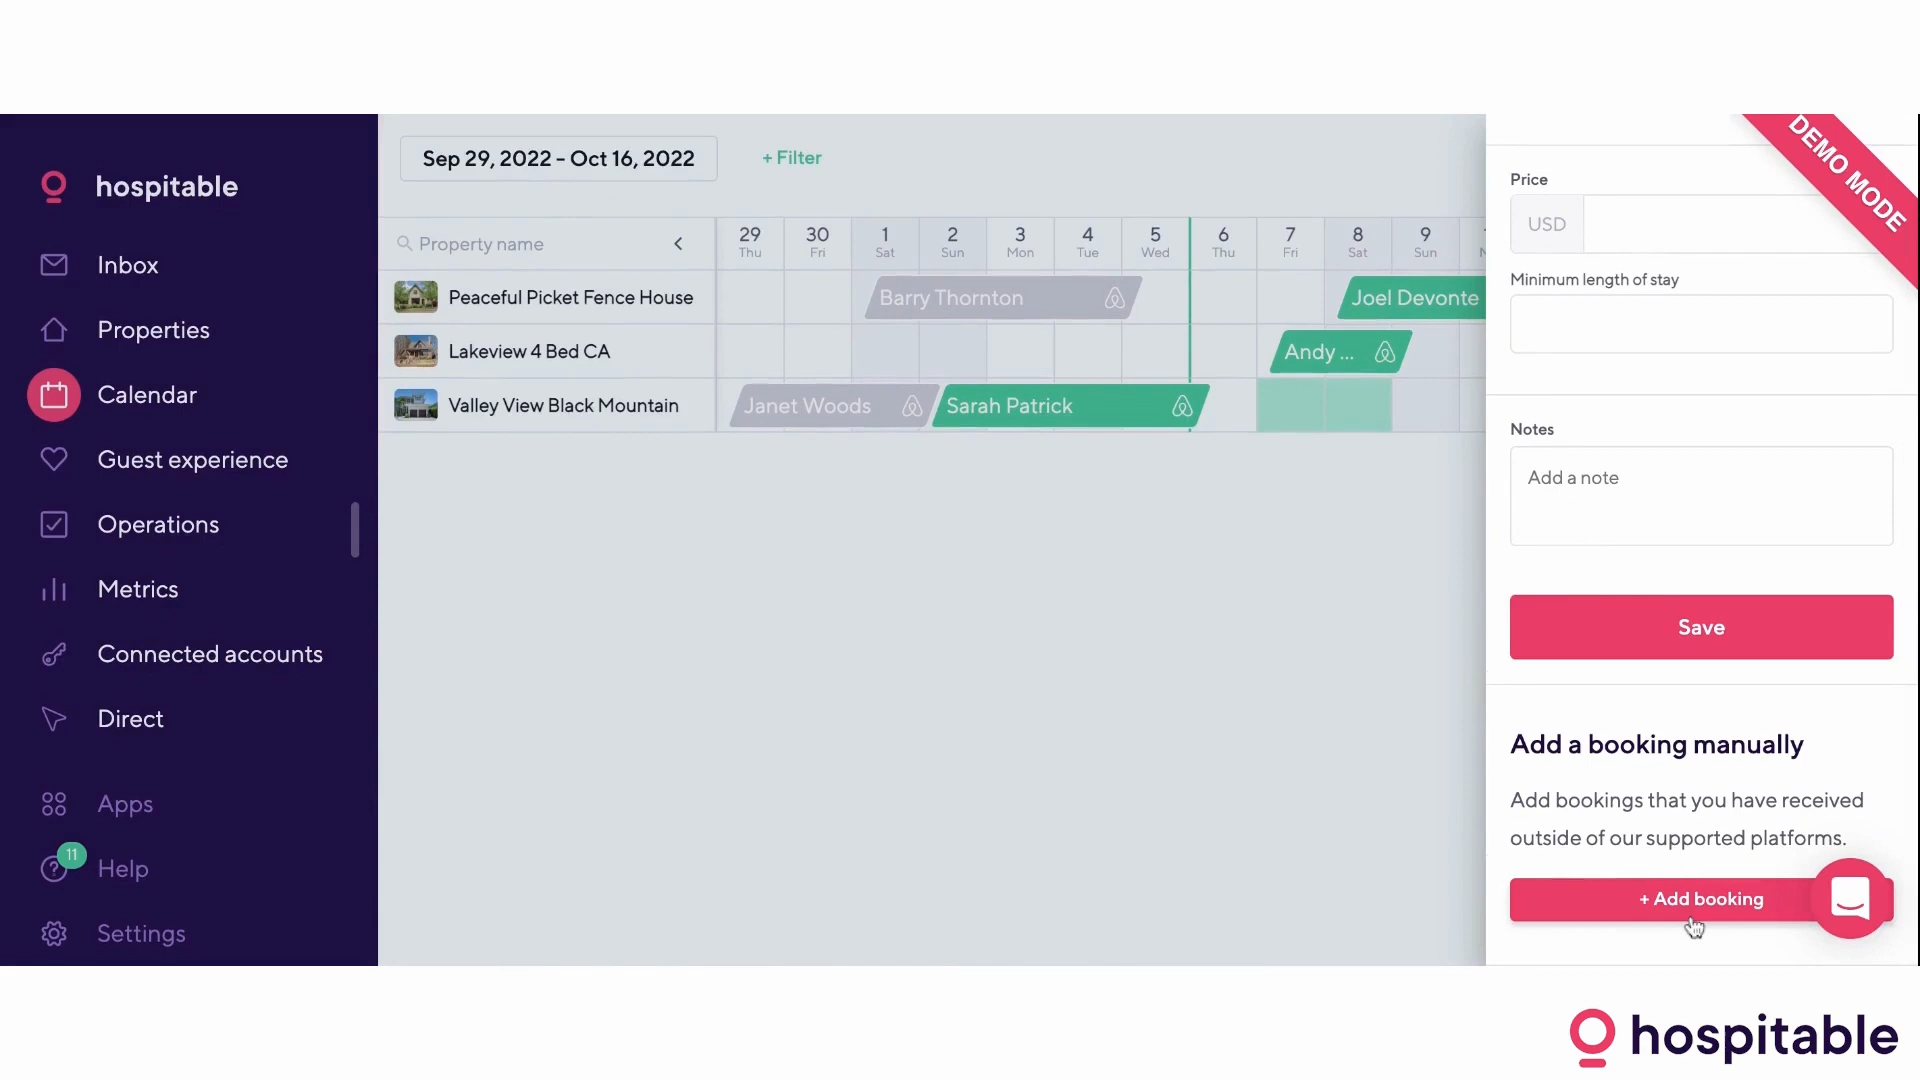 hospitable
Inbox
Properties
Calendar
Guest experience
Operations
Metrics
Connected accounts
Direct
Apps
11
Help
Settings
Sep 29, 2022 – Oct 16, 2022
+ Filter
Property name
29 30 1 2 3 4 5 6 7 8 9
Thu Fri Sat Sun Mon Tue Wed Thu Fri Sat Sun
Peaceful Picket Fence House
Barry Thornton
Joel Devonte
Lakeview 4 Bed CA
Andy ...
Valley View Black Mountain
Janet Woods
Sarah Patrick
DEMO MODE
Price
USD
Minimum length of stay
Notes
Add a note
Save
Add a booking manually
Add bookings that you have received
outside of our supported platforms.
+ Add booking
hospitable